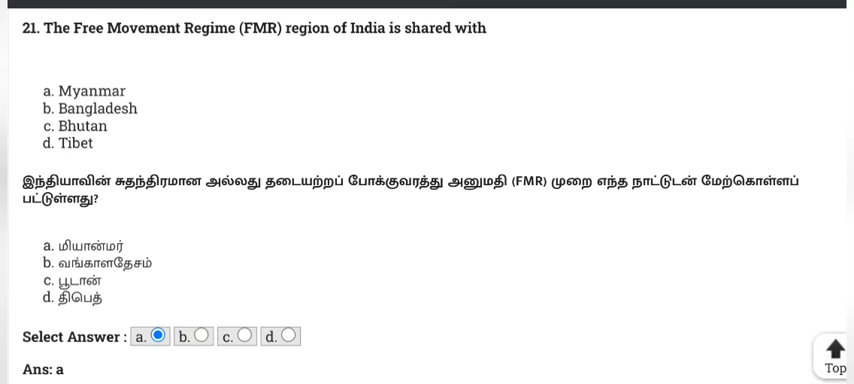 21. The Free Movement Regime (FMR) region of India is shared with
a. Myanmar
b. Bangladesh
c. Bhutan
d. Tibet
இந்தியாவின் சுதந்திரமான அல்லது தடையற்றப் போக்குவரத்து அனுமதி (FMR) முறை எந்த நாட்டுடன் மேற்கொள்ளப்
பட்டுள்ளது?
a. மியான்மர்
b. வங்காளதேசம்
c. பூடான்
d. திபெத்
Select Answer : a. b. c. d.
Ans: a
Top